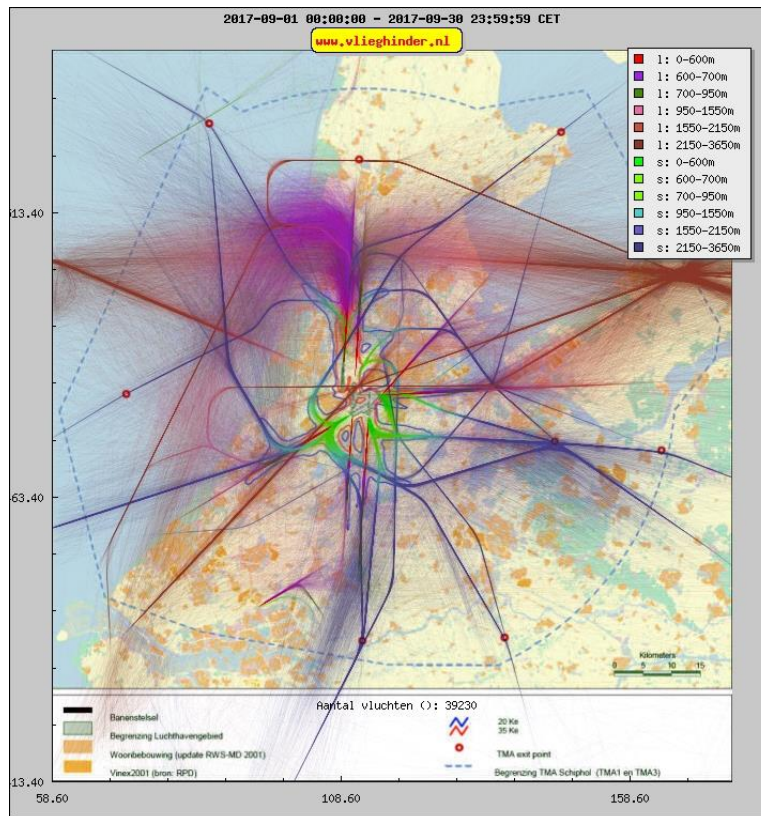 2017-09-01 00:00:00 - 2017-09-30 23:59:59 CET
www.vlieghinder.nl
l: 0-600m
l: 600-700m
l: 700-950m
l: 950-1550m
l: 1550-2150m
l: 2150-3650m
s: 0-600m
s: 600-700m
s: 700-950m
s: 950-1550m
s: 1550-2150m
s: 2150-3650m
13.40
63.40
Kilometers
0 5 10 15
Aantal vluchten (): 39230
Banenstelsel
Begrenzing Luchthavengebied
Woonbebouwing (update RWS-MD 2001)
Vinex2001 (bron: RPD)
20 Ke
35 Ke
TMA exit point
Begrenzing TMA Schiphol (TMA1 en TMA3)
13.40
58.60 108.60 158.60